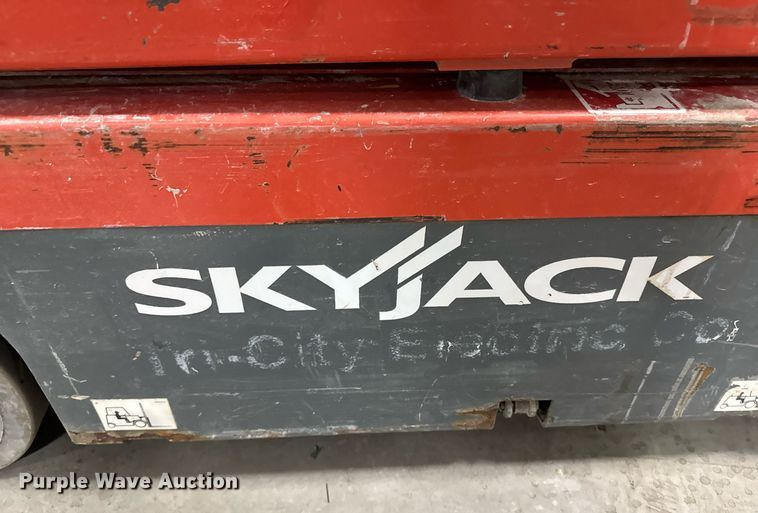 SKYJACK
Tri-City Electric Co.
Purple Wave Auction